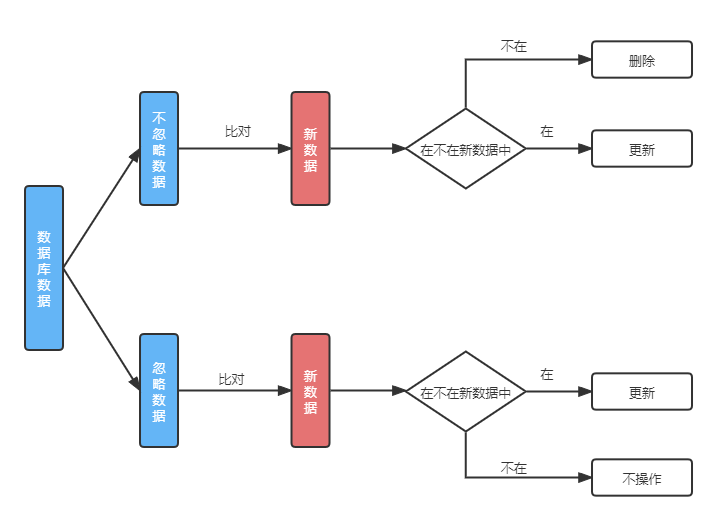 数据库数据
不忽略数据
比对
新数据
在不在新数据中
不在
删除
在
更新
忽略数据
比对
新数据
在不在新数据中
在
更新
不在
不操作